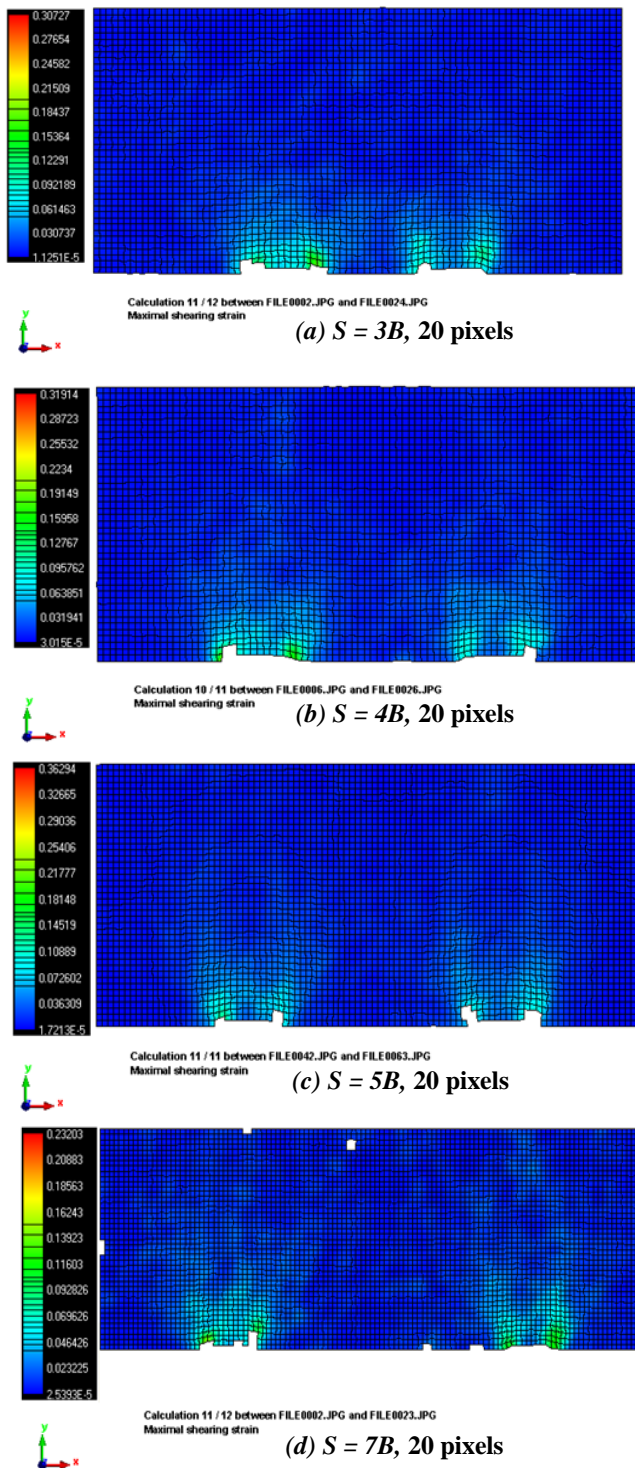 0.30727
0.27654
0.24582
0.21509
0.18437
0.15364
0.12291
0.092189
0.061463
0.030737
1.1251E-5
Calculation 11 / 12 between FILE0002.JPG and FILE0024.JPG
Maximal shearing strain
y
x
(a) S = 3B, 20 pixels
0.31914
0.28723
0.25532
0.2234
0.19149
0.15958
0.12767
0.095762
0.063851
0.031941
3.015E-5
Calculation 10 / 11 between FILE0006.JPG and FILE0026.JPG
Maximal shearing strain
y
x
(b) S = 4B, 20 pixels
0.36294
0.32665
0.29036
0.25406
0.21777
0.18148
0.14519
0.10889
0.072602
0.036309
1.7213E-5
Calculation 11 / 11 between FILE0042.JPG and FILE0063.JPG
Maximal shearing strain
y
x
(c) S = 5B, 20 pixels
0.23203
0.20883
0.18563
0.16243
0.13923
0.11603
0.092826
0.069626
0.046426
0.023225
2.5393E-5
Calculation 11 / 12 between FILE0002.JPG and FILE0023.JPG
Maximal shearing strain
y
x
(d) S = 7B, 20 pixels